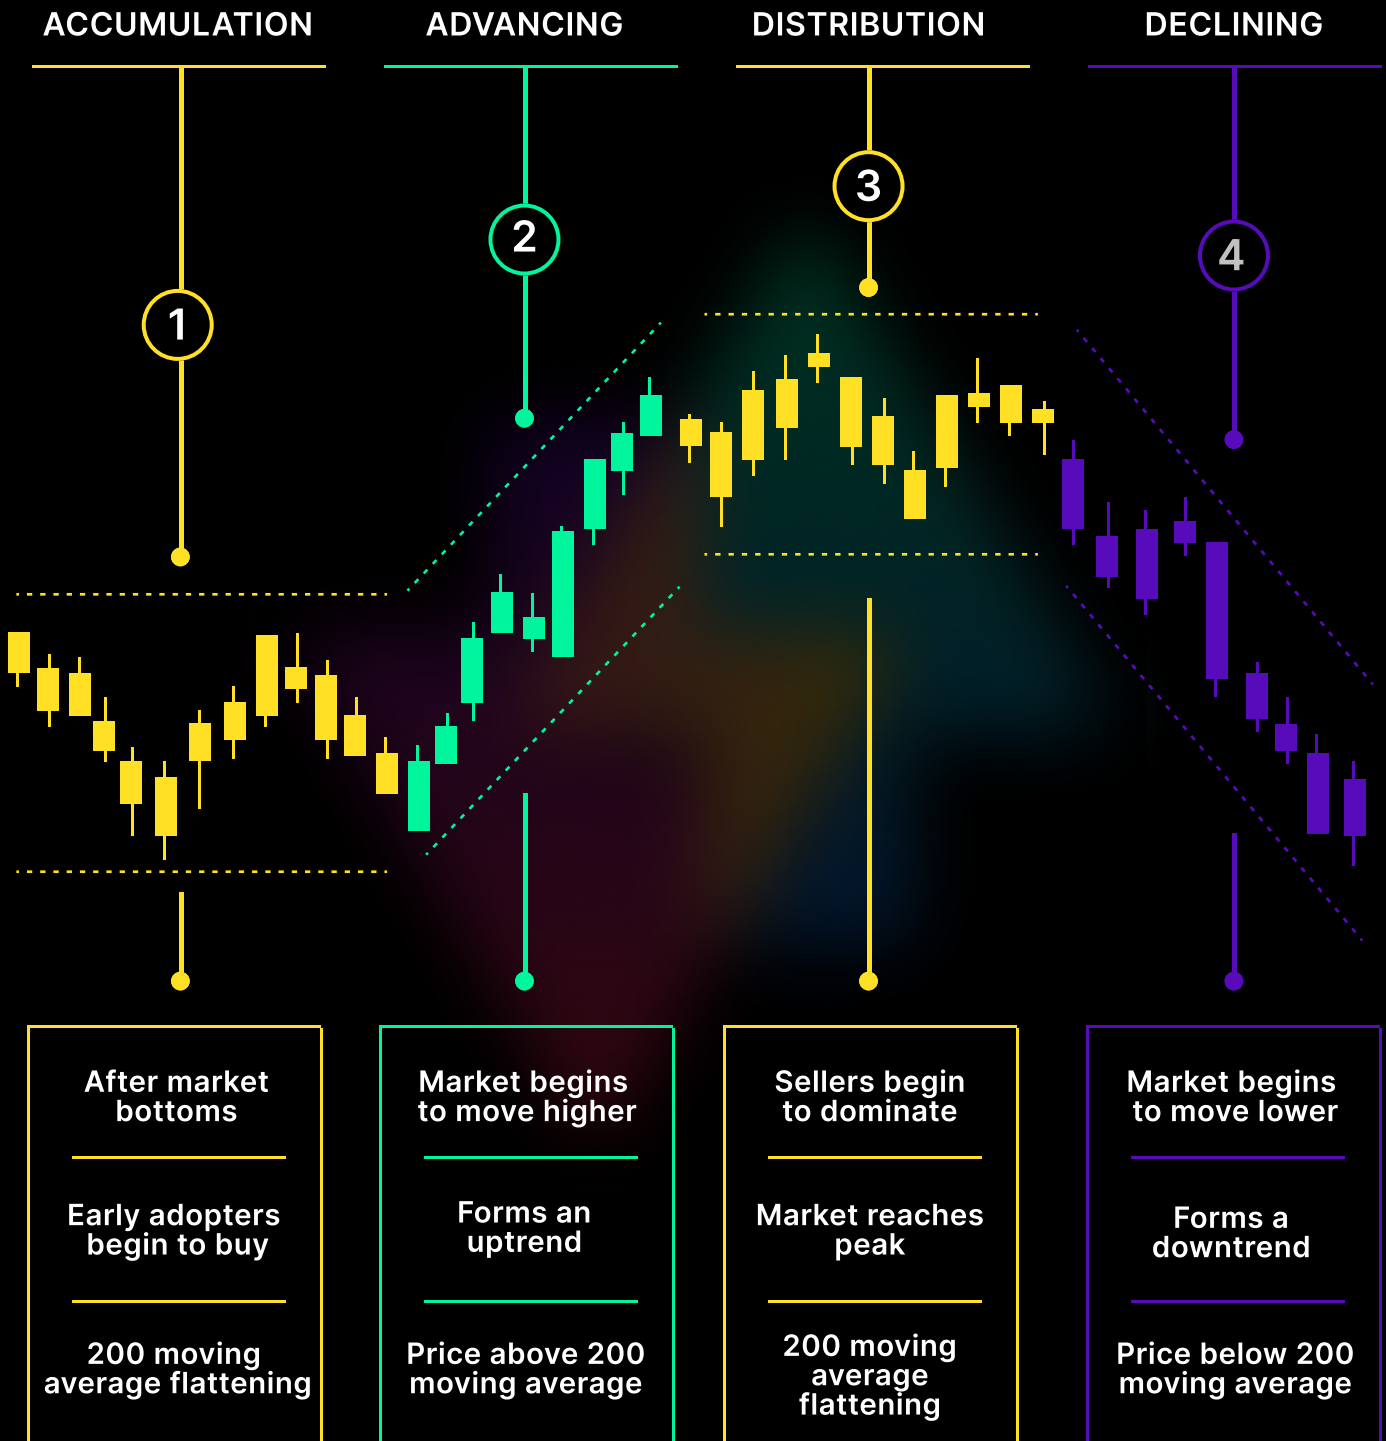 ACCUMULATION
ADVANCING
DISTRIBUTION
DECLINING
1
2
3
4
After market
bottoms
Early adopters
begin to buy
200 moving
average flattening
Market begins
to move higher
Forms an
uptrend
Price above 200
moving average
Sellers begin
to dominate
Market reaches
peak
200 moving
average
flattening
Market begins
to move lower
Forms a
downtrend
Price below 200
moving average